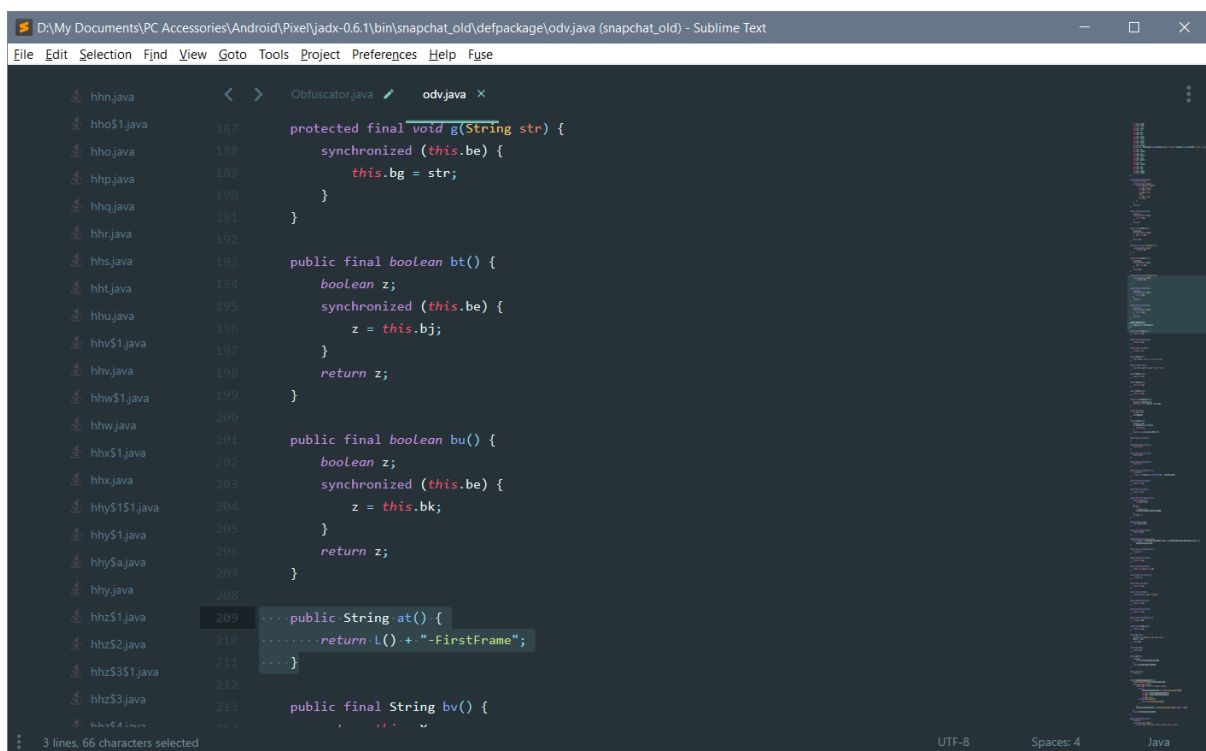 D:\My Documents\PC Accessories\Android\Pixel\jadx-0.6.1\bin\snapchat_old\defpackage\odv.java (snapchat_old) - Sublime Text
File Edit Selection Find View Goto Tools Project Preferences Help Fuse
Obfuscator.java odv.java
hhn.java
hho$1.java
hho.java
hhp.java
hhq.java
hhr.java
hhs.java
hht.java
hhu.java
hhv$1.java
hhv.java
hhw$1.java
hhw.java
hhx$1.java
hhx.java
hhy$1$1.java
hhy$1.java
hhy$a.java
hhy.java
hhz$1.java
hhz$2.java
hhz$3$1.java
hhz$3.java
hhz$4.java
187 protected final void g(String str) {
188 synchronized (this.be) {
189 this.bg = str;
190 }
191 }
192
193 public final boolean bt() {
194 boolean z;
195 synchronized (this.be) {
196 z = this.bj;
197 }
198 return z;
199 }
200
201 public final boolean bu() {
202 boolean z;
203 synchronized (this.be) {
204 z = this.bk;
205 }
206 return z;
207 }
208
209 public String at() {
210 return L() + "-FirstFrame";
211 }
212
213 public final String bv() {
3 lines, 66 characters selected
UTF-8 Spaces: 4 Java